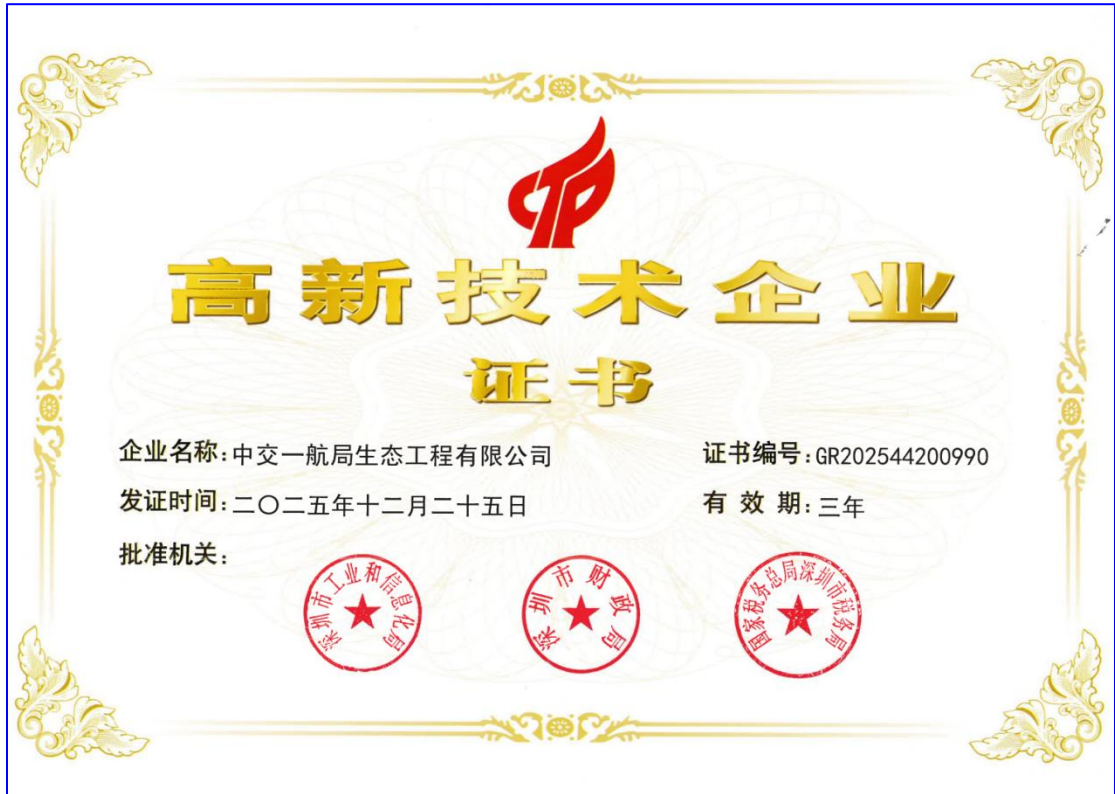 高新技术企业
证书
企业名称:中交一航局生态工程有限公司
证书编号:GR202544200990
发证时间:二〇二五年十二月二十五日
有效期:三年
批准机关:
深圳市工业和信息化局
深圳市财政局
国家税务总局深圳市税务局